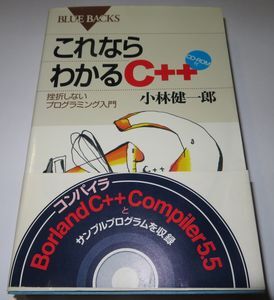 BLUE BACKS
これなら
わかるC++
CD-ROM付
挫折しない
プログラミング入門
小林健一郎
コンパイラ
Borland C++ Compiler 5.5
と
サンプルプログラムを収録